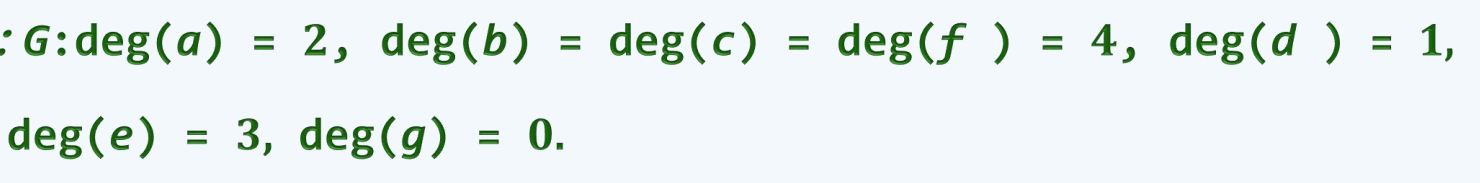 : G:deg(a) = 2, deg(b) = deg(c) = deg(f ) = 4, deg(d ) = 1,
deg(e) = 3, deg(g) = 0.